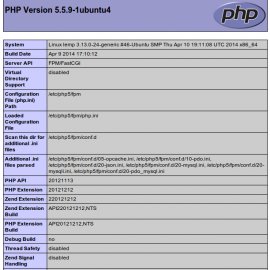 PHP Version 5.5.9-1ubuntu4
php
System Linux temp 3.13.0-24-generic #46-Ubuntu SMP Thu Apr 10 19:11:08 UTC 2014 x86_64
Build Date Apr 9 2014 17:10:12
Server API FPM/FastCGI
Virtual disabled
Directory
Support
Configuration /etc/php5/fpm
File (php.ini)
Path
Loaded /etc/php5/fpm/php.ini
Configuration
File
Scan this dir for /etc/php5/fpm/conf.d
additional .ini
files
Additional .ini /etc/php5/fpm/conf.d/05-opcache.ini, /etc/php5/fpm/conf.d/10-pdo.ini,
files parsed /etc/php5/fpm/conf.d/20-json.ini, /etc/php5/fpm/conf.d/20-mysql.ini, /etc/php5/fpm/conf.d/20-
mysqli.ini, /etc/php5/fpm/conf.d/20-pdo_mysql.ini
PHP API 20121113
PHP Extension 20121212
Zend Extension 220121212
Zend Extension API220121212,NTS
Build
PHP Extension API20121212,NTS
Build
Debug Build no
Thread Safety disabled
Zend Signal disabled
Handling